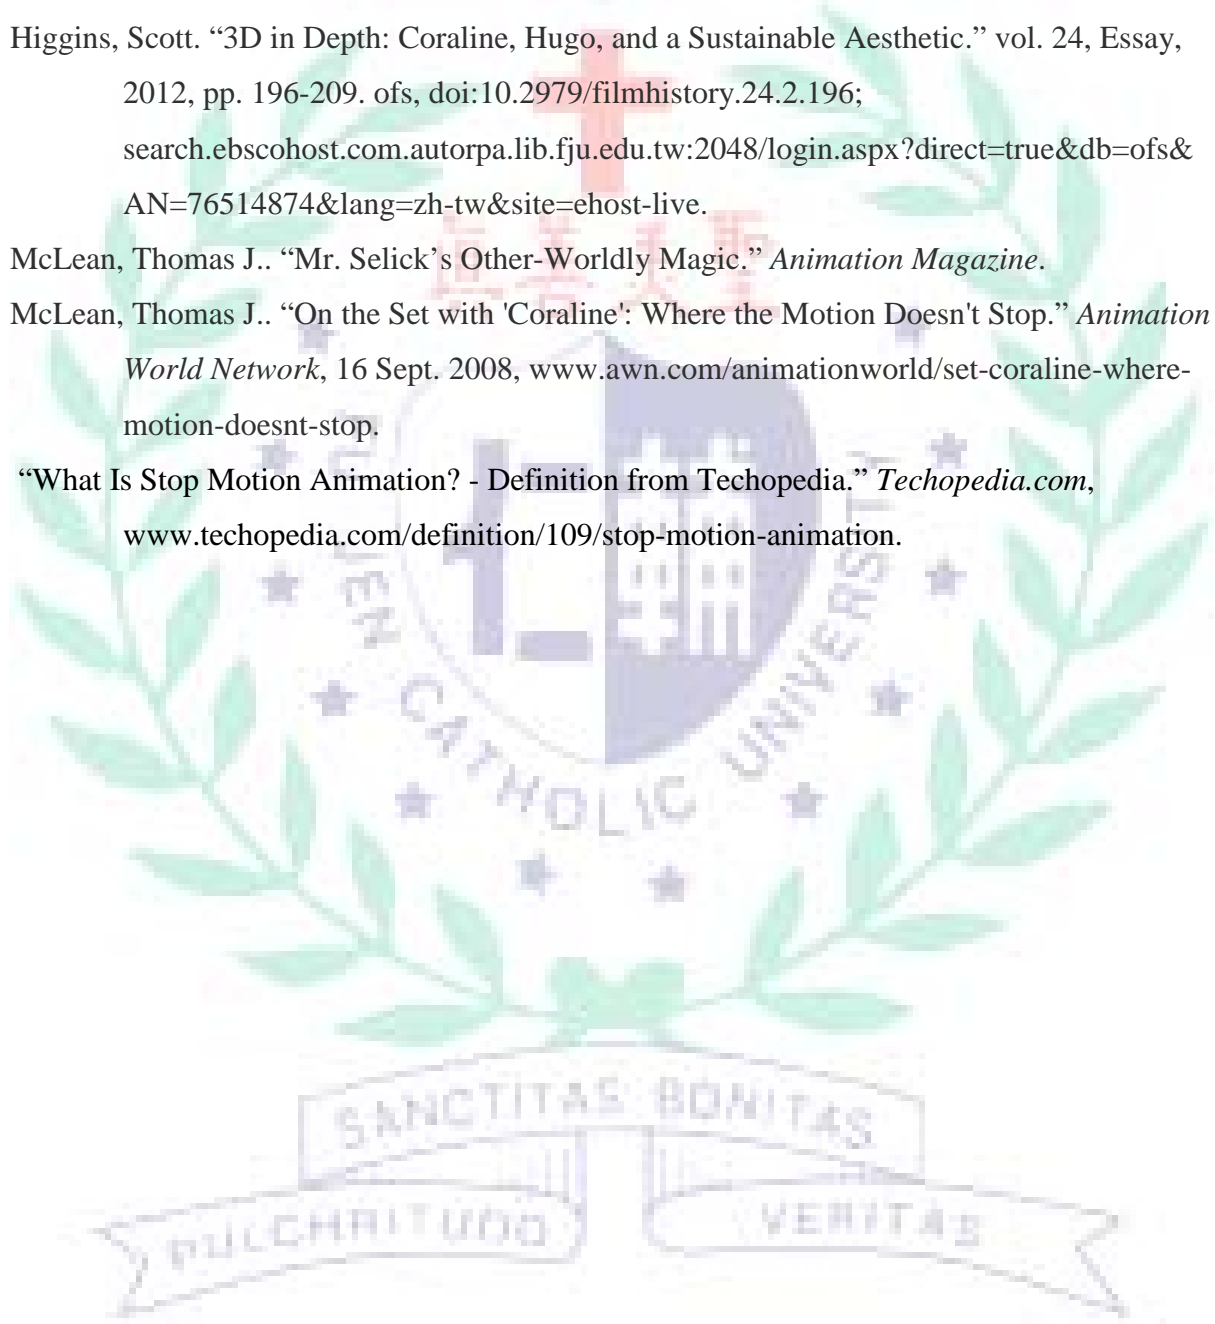 Higgins, Scott. “3D in Depth: Coraline, Hugo, and a Sustainable Aesthetic.” vol. 24, Essay,
2012, pp. 196-209. ofs, doi:10.2979/filmhistory.24.2.196;
search.ebscohost.com.autorpa.lib.fju.edu.tw:2048/login.aspx?direct=true&db=ofs&
AN=76514874&lang=zh-tw&site=ehost-live.
McLean, Thomas J.. “Mr. Selick’s Other-Worldly Magic.” Animation Magazine.
McLean, Thomas J.. “On the Set with 'Coraline': Where the Motion Doesn't Stop.” Animation
World Network, 16 Sept. 2008, www.awn.com/animationworld/set-coraline-where-
motion-doesnt-stop.
“What Is Stop Motion Animation? - Definition from Techopedia.” Techopedia.com,
www.techopedia.com/definition/109/stop-motion-animation.
CATHOLIC UNIVERSITY
SANCTITAS BONITAS
PULCHRITUDO VERITAS